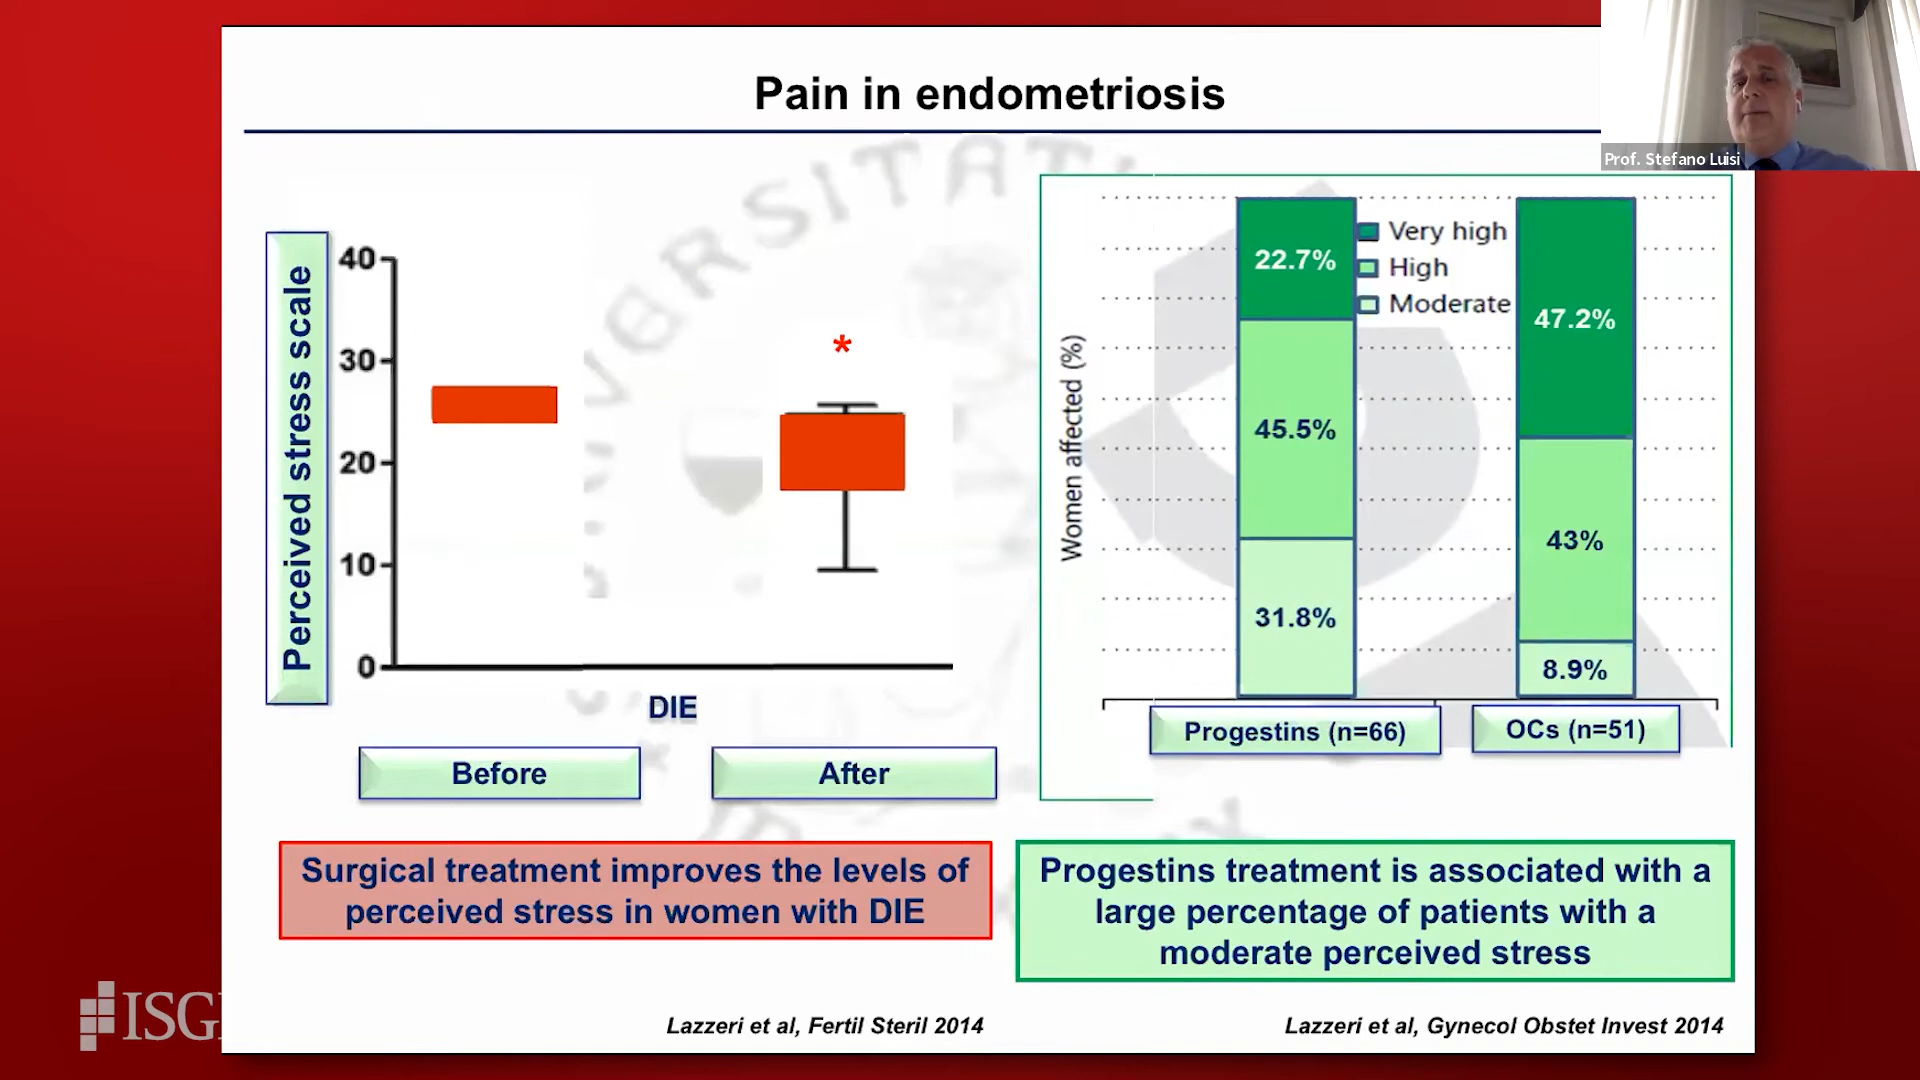 Pain in endometriosis
Prof. Stefano Luisi
Perceived stress scale
40
30
20
10
0
*
DIE
Before
After
Women affected (%)
Very high
High
Moderate
22.7%
45.5%
31.8%
47.2%
43%
8.9%
Progestins (n=66)
OCs (n=51)
Surgical treatment improves the levels of
perceived stress in women with DIE
Progestins treatment is associated with a
large percentage of patients with a
moderate perceived stress
Lazzeri et al, Fertil Steril 2014
Lazzeri et al, Gynecol Obstet Invest 2014
ISG